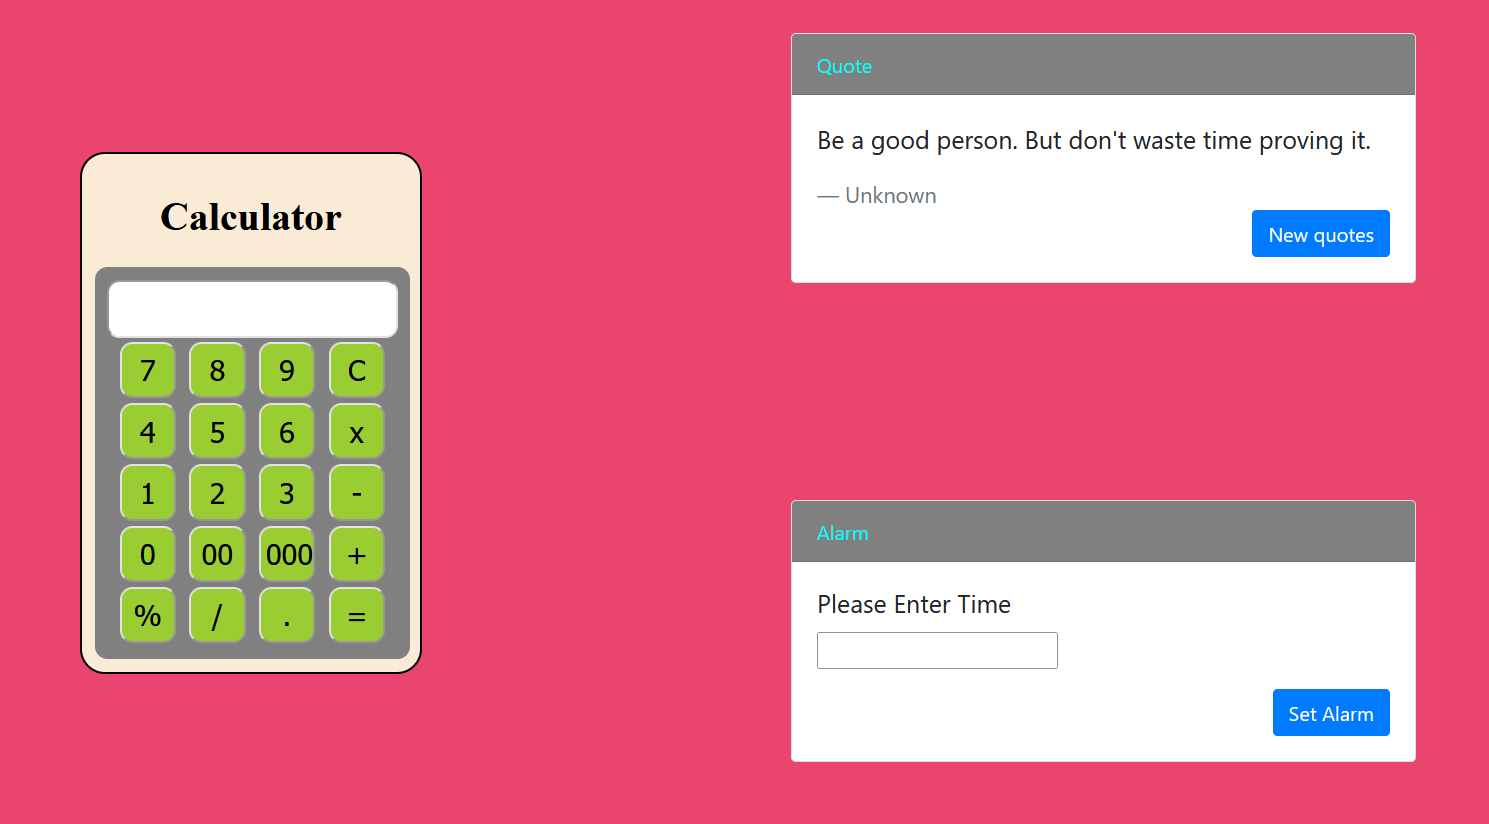 Calculator
7 8 9 C
4 5 6 x
1 2 3 -
0 00 000 +
% / . =
Quote
Be a good person. But don't waste time proving it.
— Unknown
New quotes
Alarm
Please Enter Time
Set Alarm